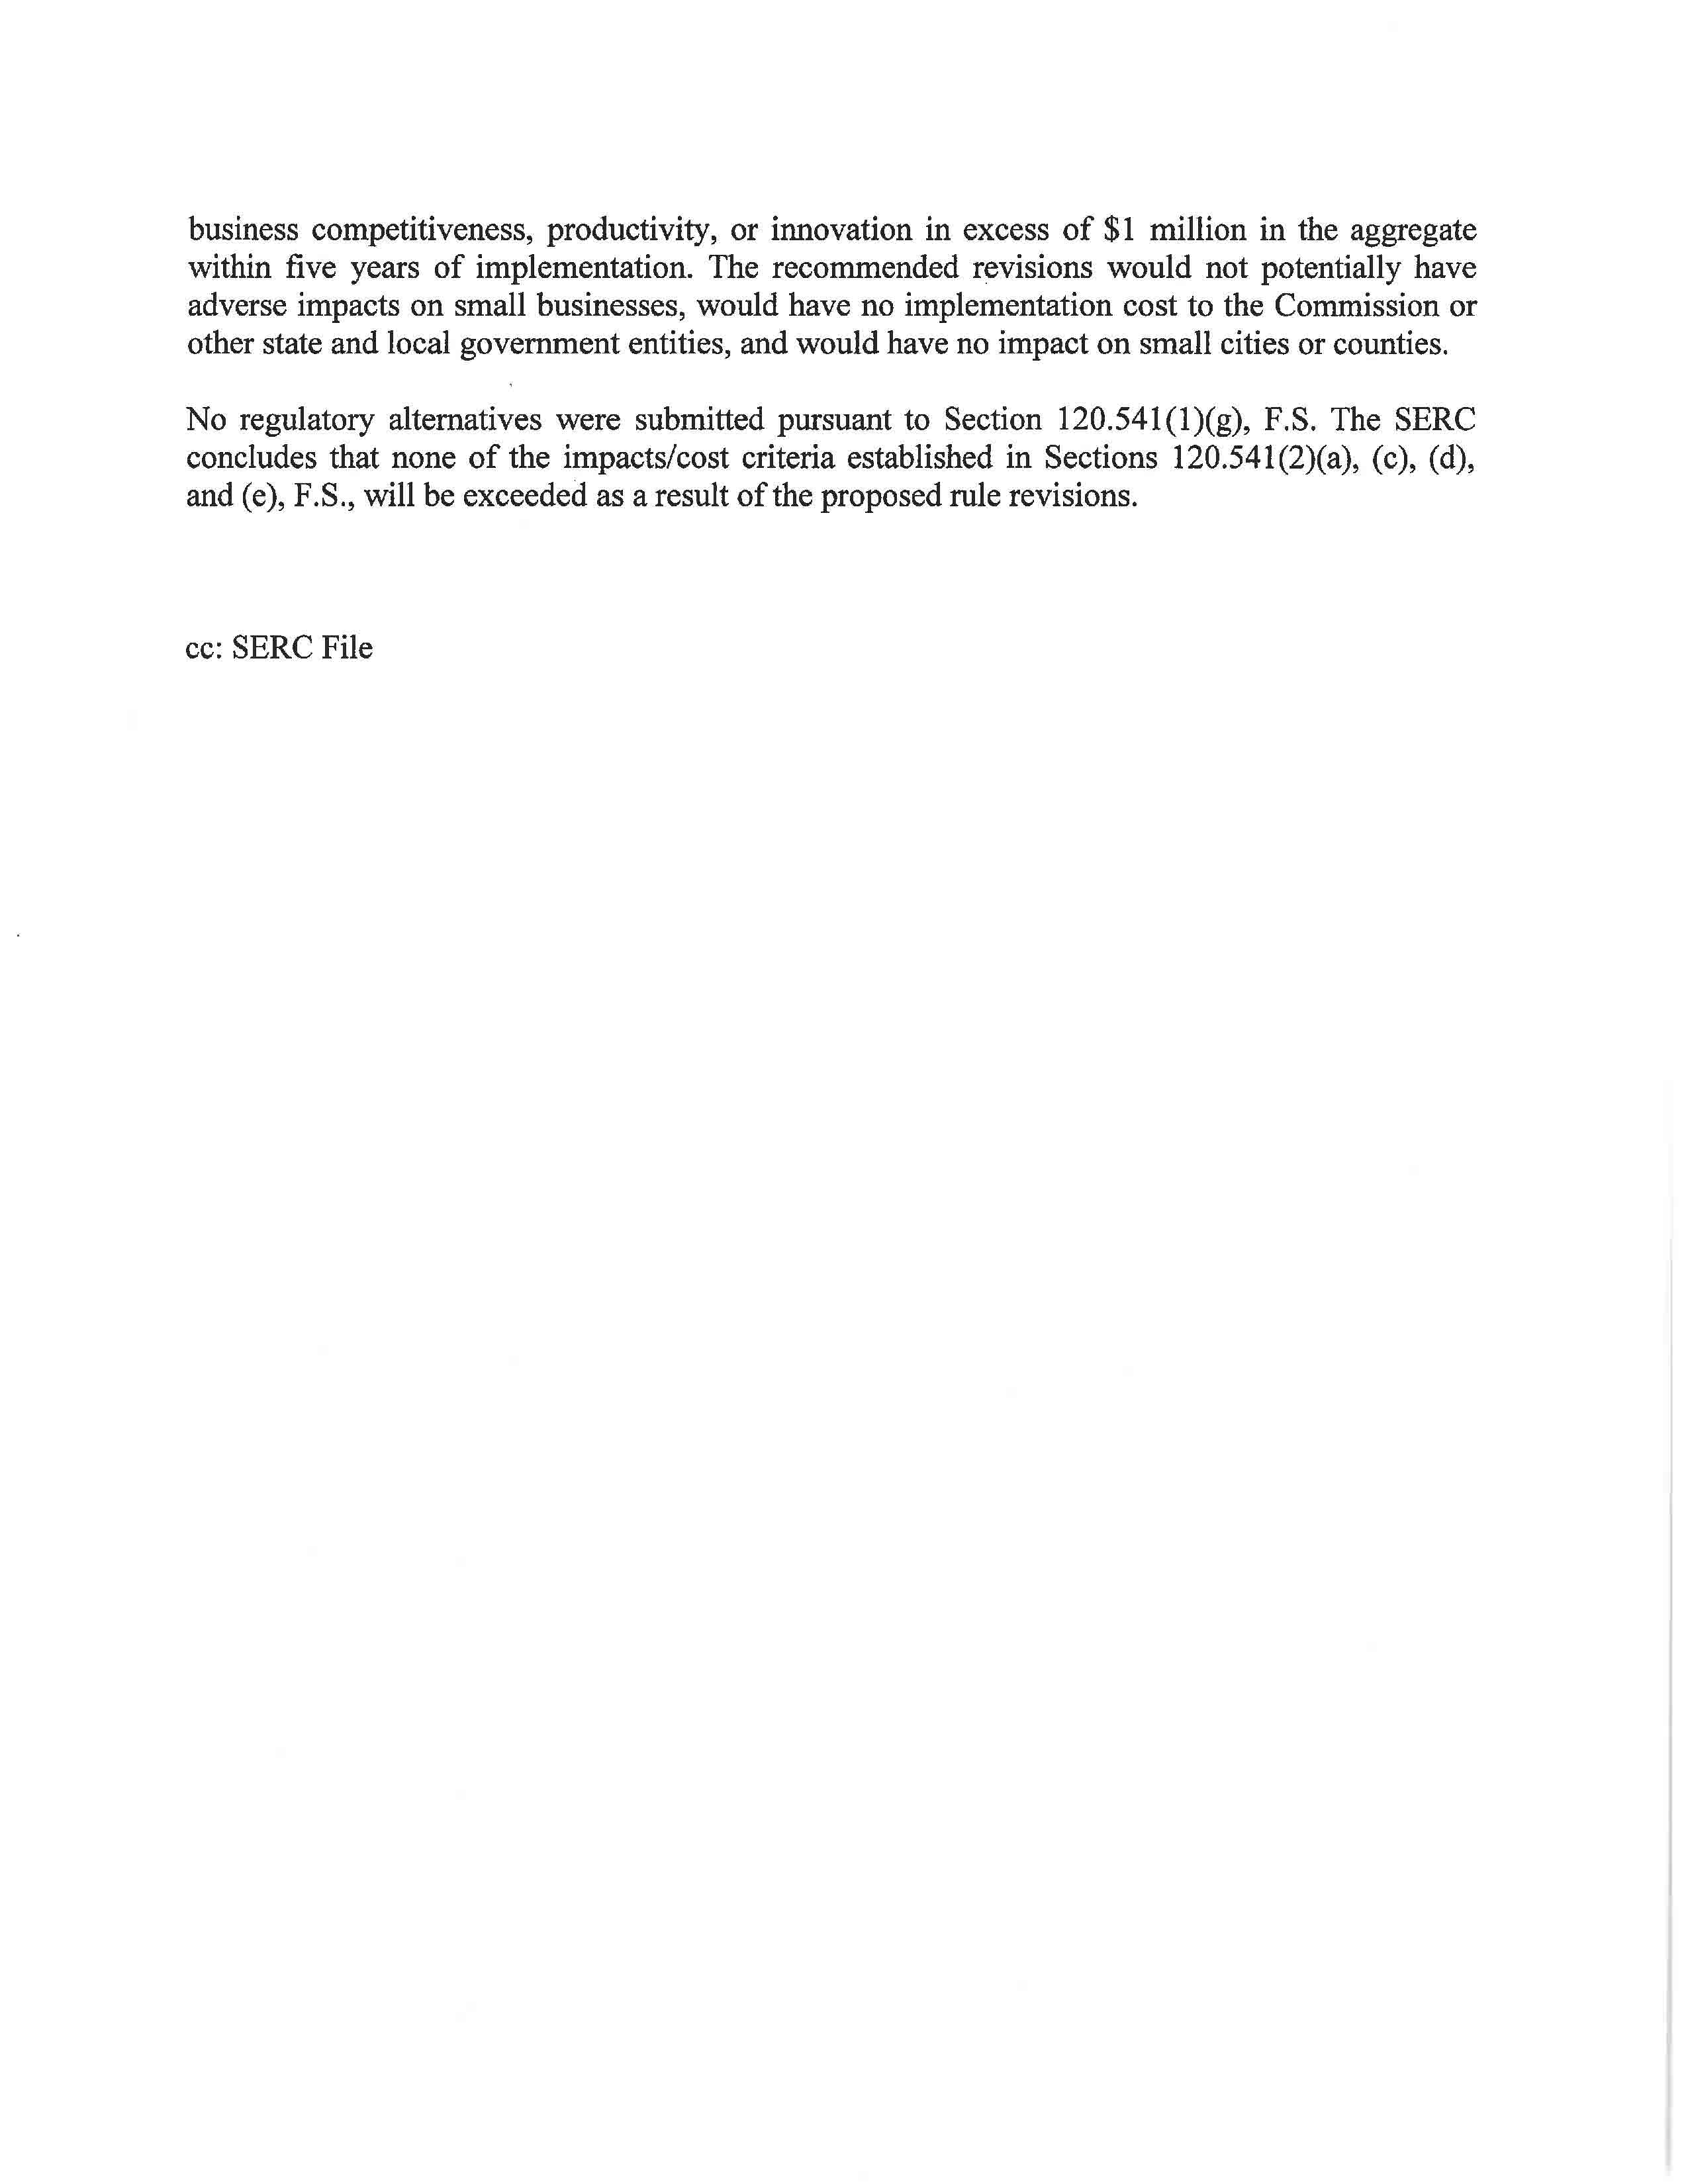 business competitiveness, productivity, or innovation in excess of $1 million in the aggregate
within five years of implementation. The recommended revisions would not potentially have
adverse impacts on small businesses, would have no implementation cost to the Commission or
other state and local government entities, and would have no impact on small cities or counties.
No regulatory alternatives were submitted pursuant to Section 120.541(1)(g), F.S. The SERC
concludes that none of the impacts/cost criteria established in Sections 120.541(2)(a), (c), (d),
and (e), F.S., will be exceeded as a result of the proposed rule revisions.
cc: SERC File